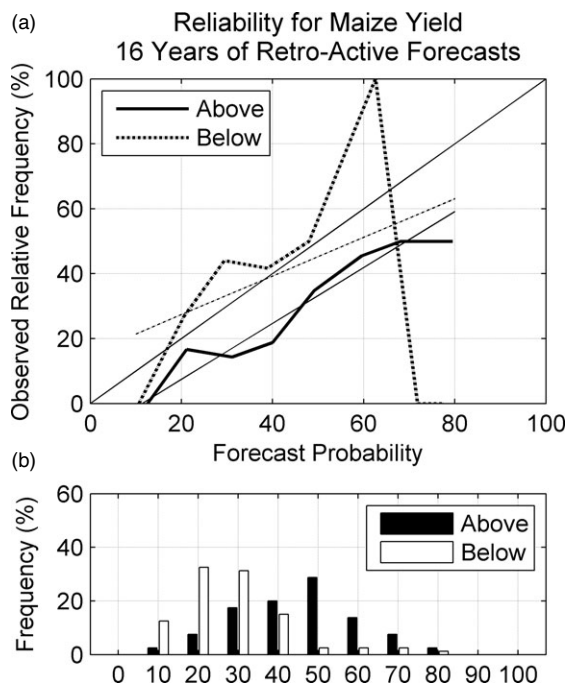 (a)
Reliability for Maize Yield
16 Years of Retro-Active Forecasts
Observed Relative Frequency (%)
100
80
60
40
20
0
Above
Below
0 20 40 60 80 100
Forecast Probability
(b)
Frequency (%)
60
40
20
0
Above
Below
0 10 20 30 40 50 60 70 80 90 100